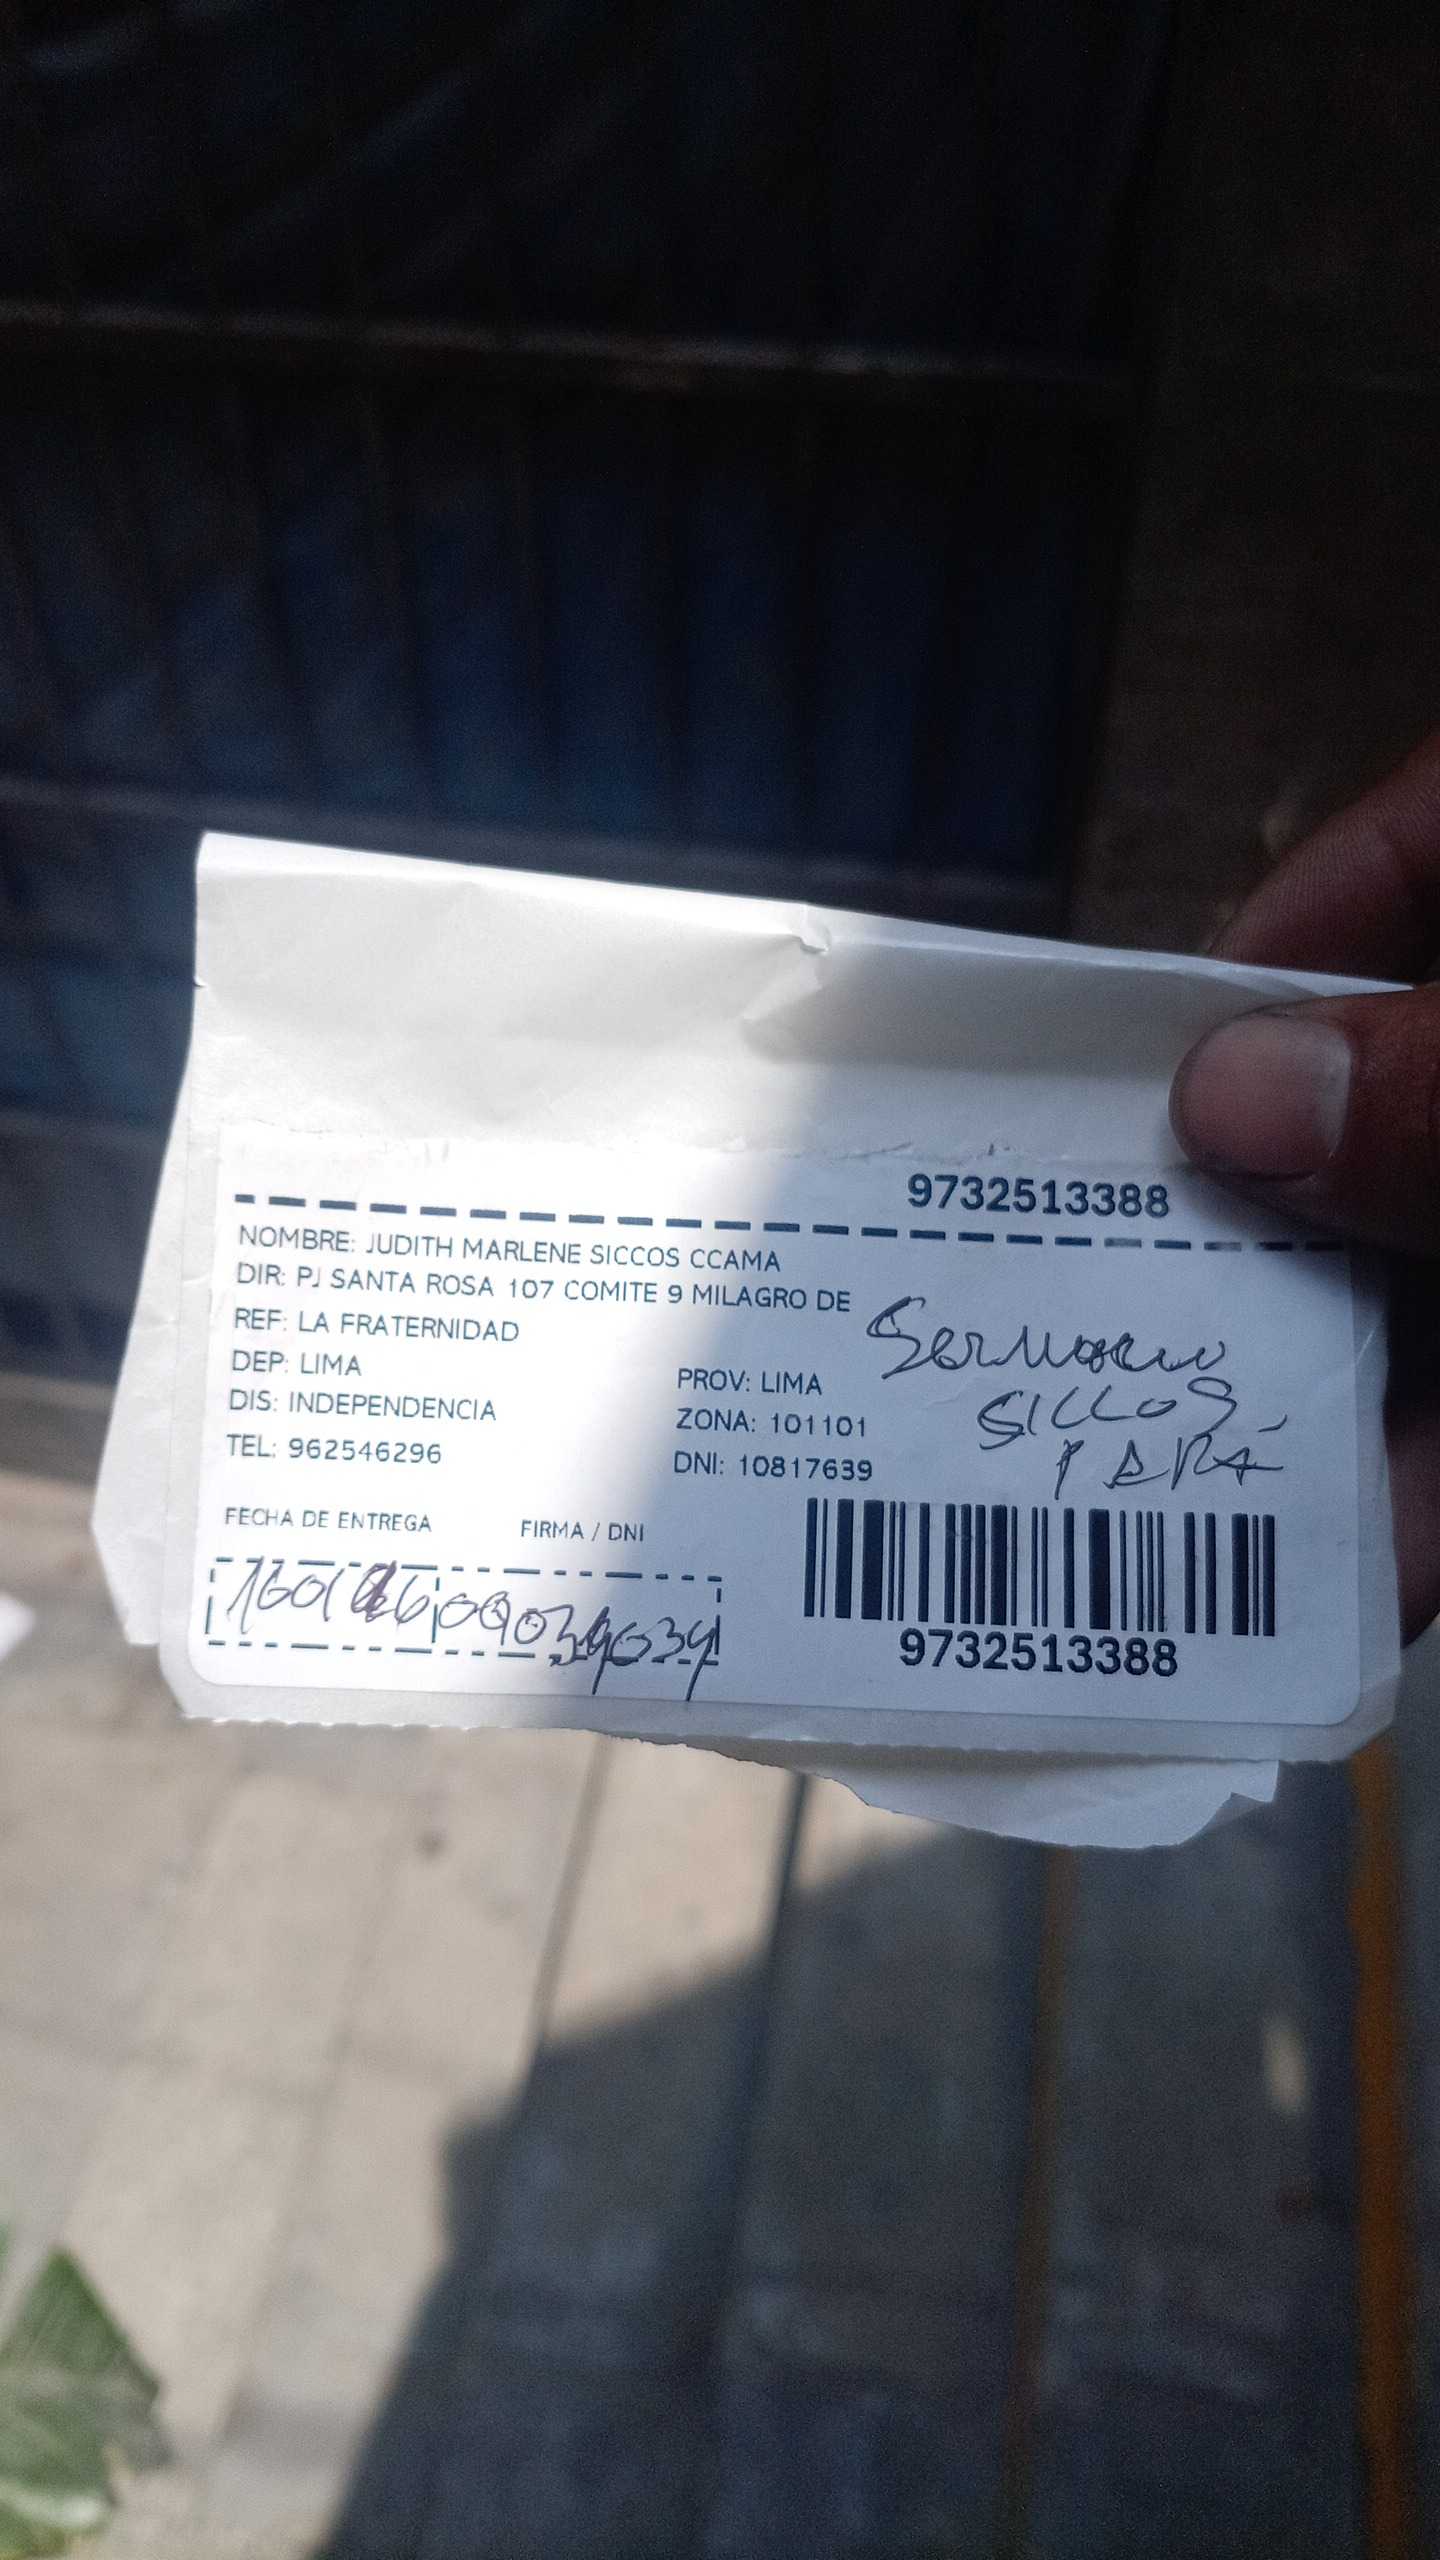 9732513388
NOMBRE: JUDITH MARLENE SICCOS CCAMA
DIR: PJ SANTA ROSA 107 COMITE 9 MILAGRO DE
REF: LA FRATERNIDAD
DEP: LIMA PROV: LIMA
DIS: INDEPENDENCIA ZONA: 101101
TEL: 962546296 DNI: 10817639
SICCOS
FECHA DE ENTREGA FIRMA / DNI
9732513388